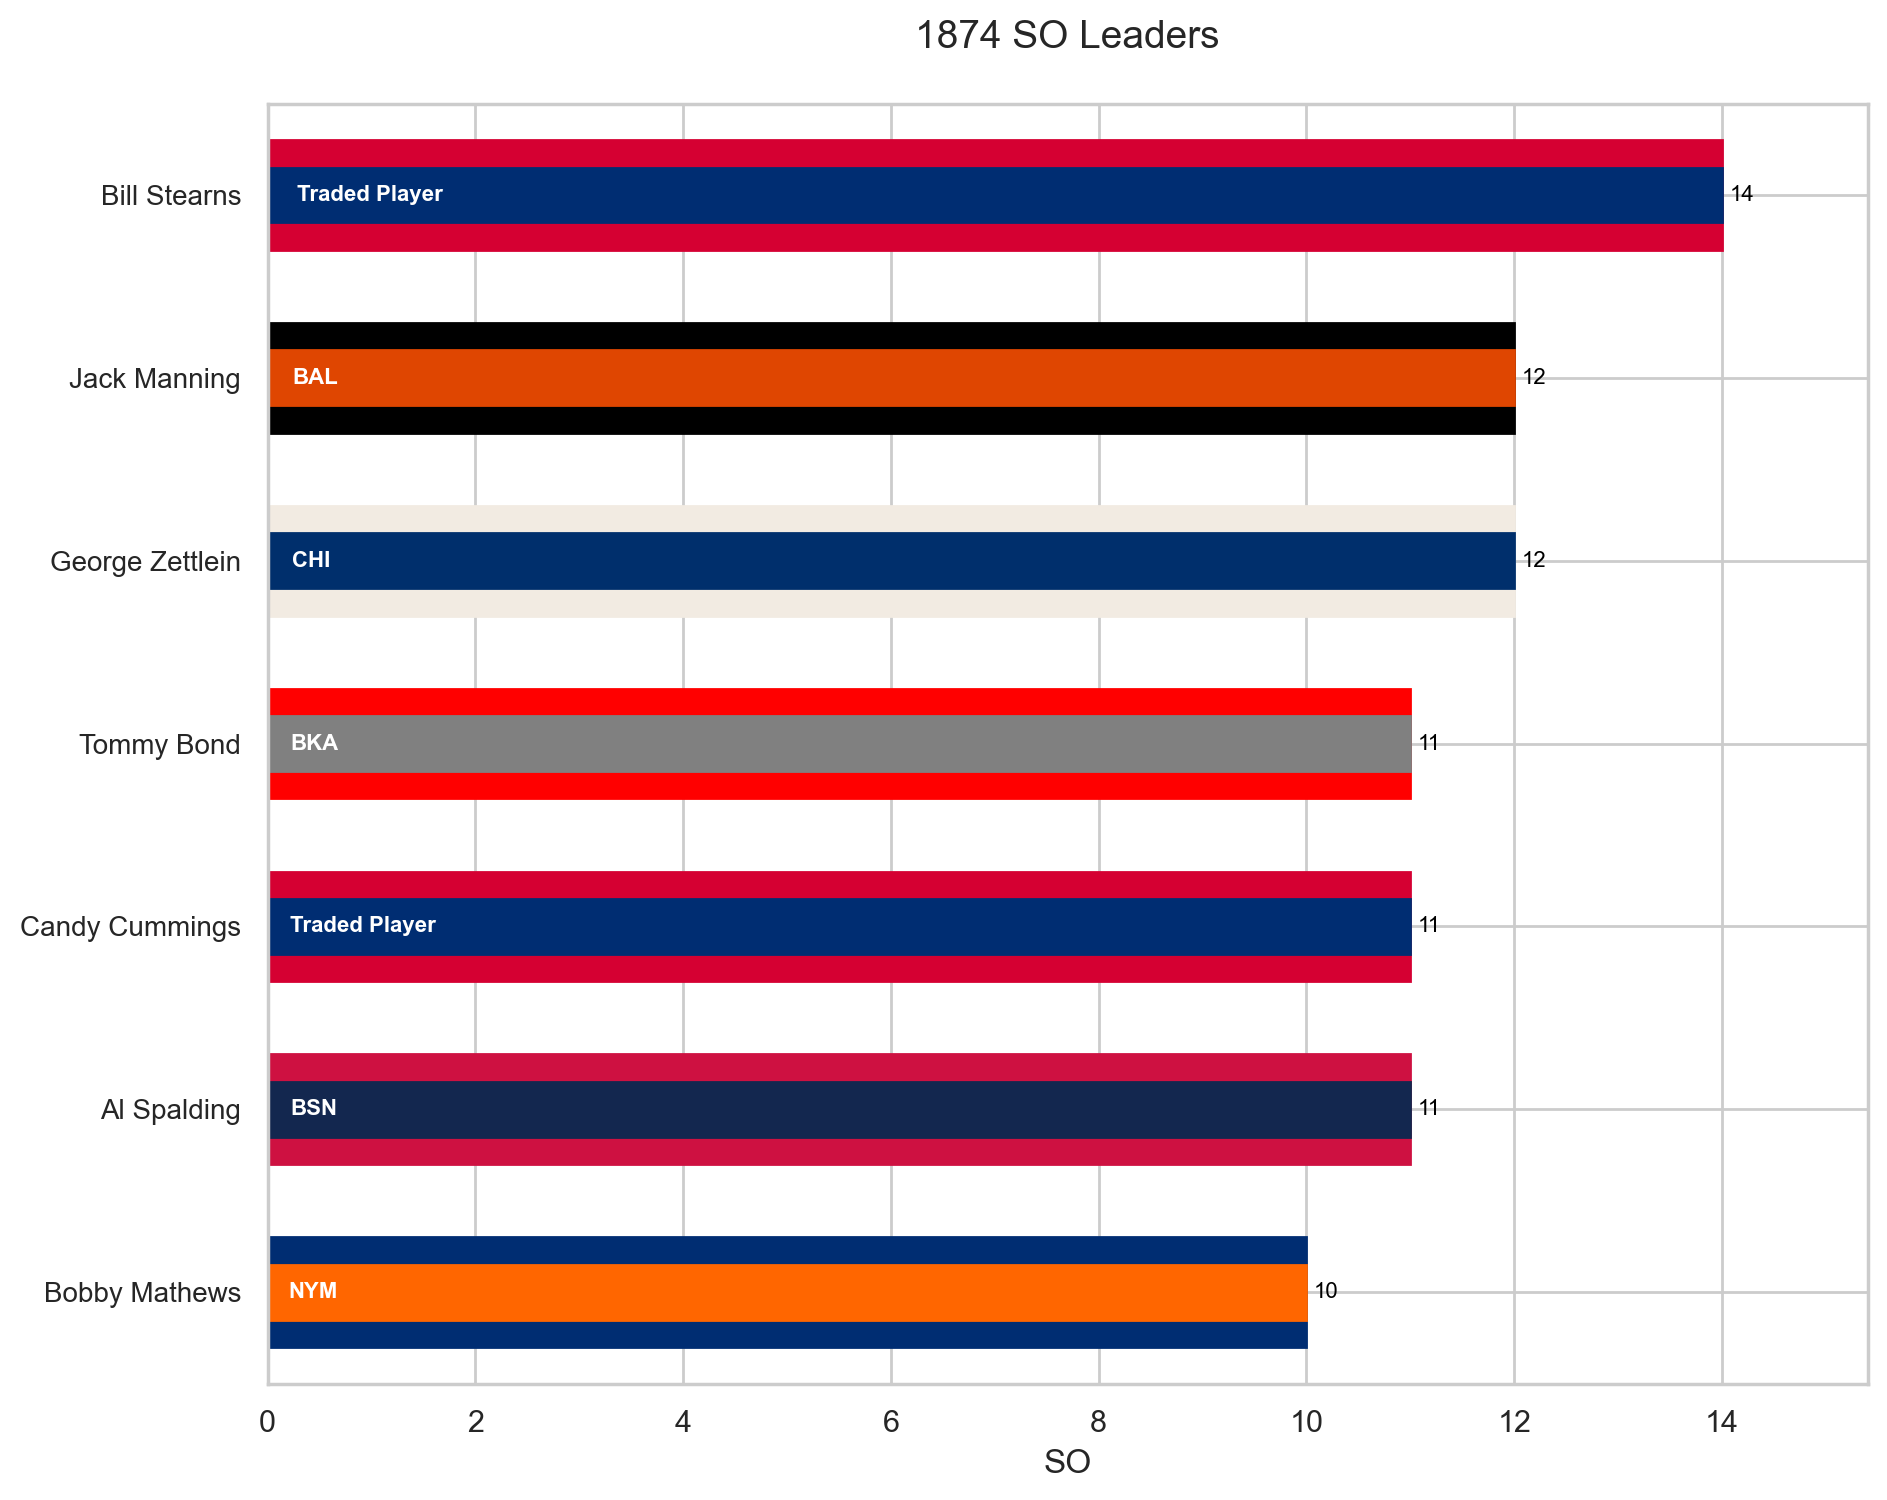 1874 SO Leaders
Bill Stearns
Traded Player
14
Jack Manning
BAL
12
George Zettlein
CHI
12
Tommy Bond
BKA
11
Candy Cummings
Traded Player
11
Al Spalding
BSN
11
Bobby Mathews
NYM
10
0 2 4 6 8 10 12 14
SO